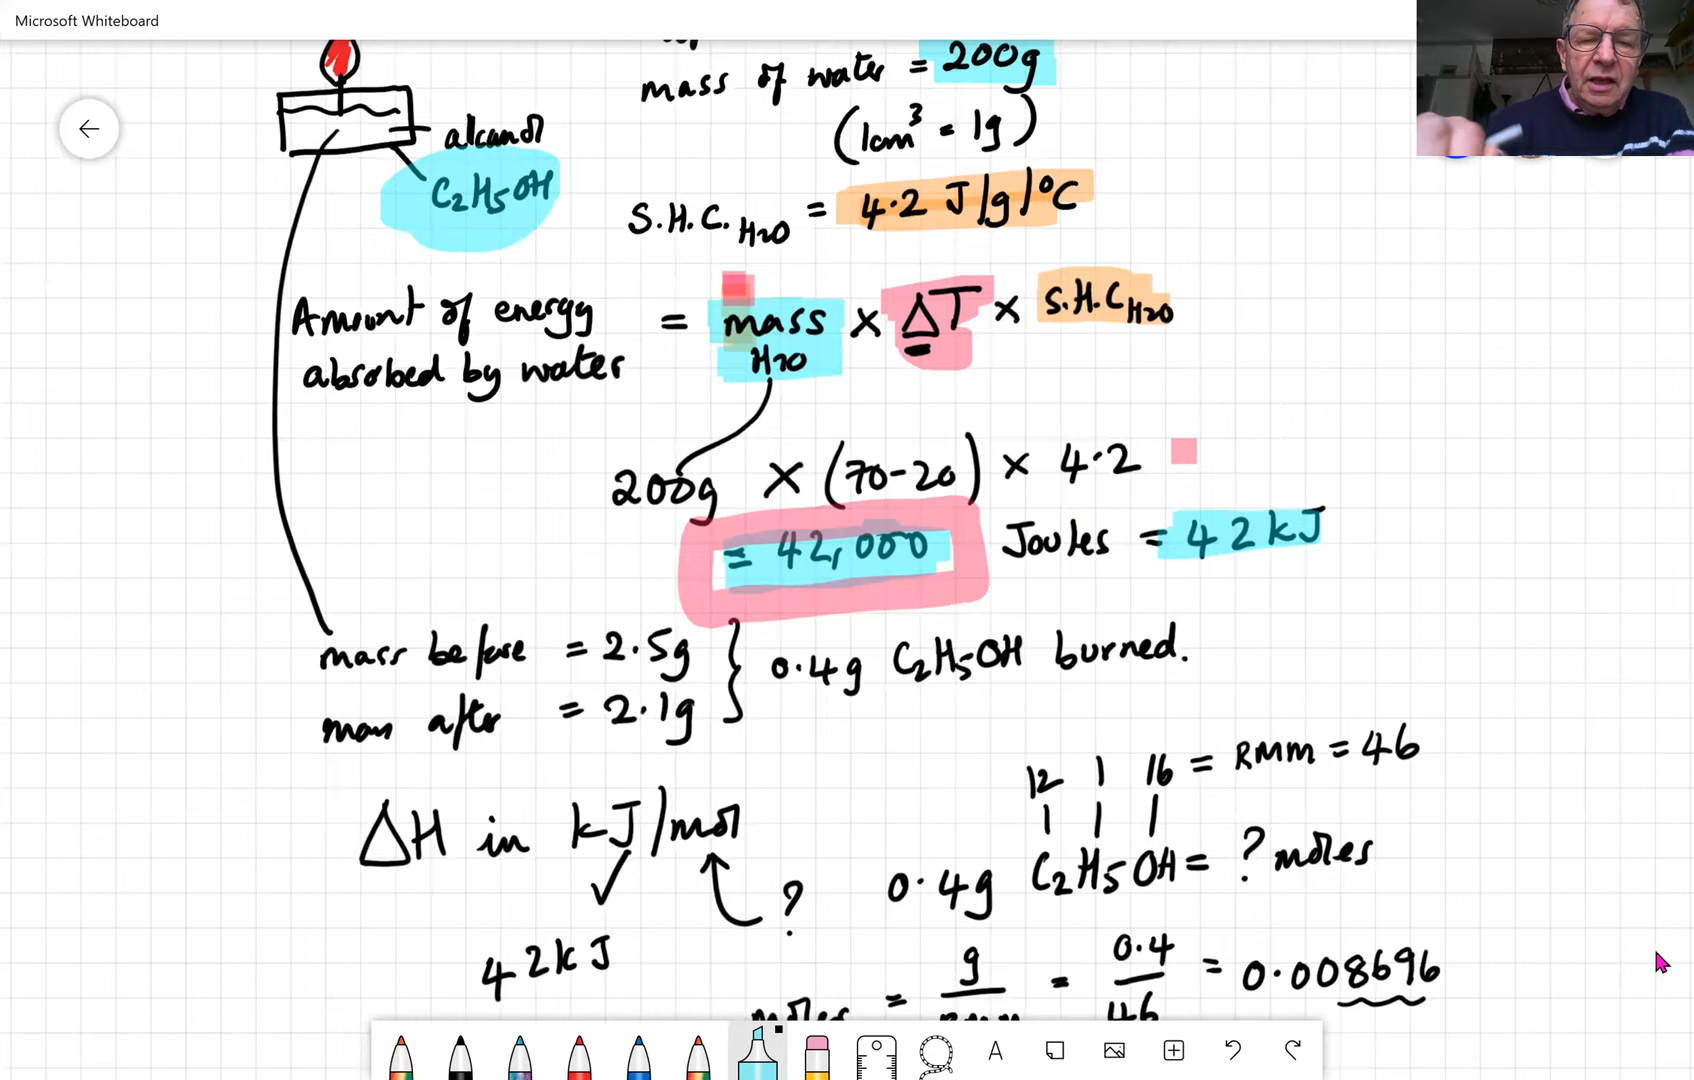 Microsoft Whiteboard
mass of water = 200g
(1cm³ = 1g)
alcanol
C2H5OH
S.H.C. H2O = 4.2 J/g/°C
Amount of energy absorbed by water = mass H2O × ΔT × S.H.C H2O
200g × (70-20) × 4.2
= 42,000 Joules = 42kJ
mass before = 2.5g
mass after = 2.1g
0.4g C2H5OH burned.
12 1 16 = RMM = 46
ΔH in kJ/mol
0.4g C2H5OH = ? moles
?
42kJ
moles = g = 0.4 = 0.008696
46
A